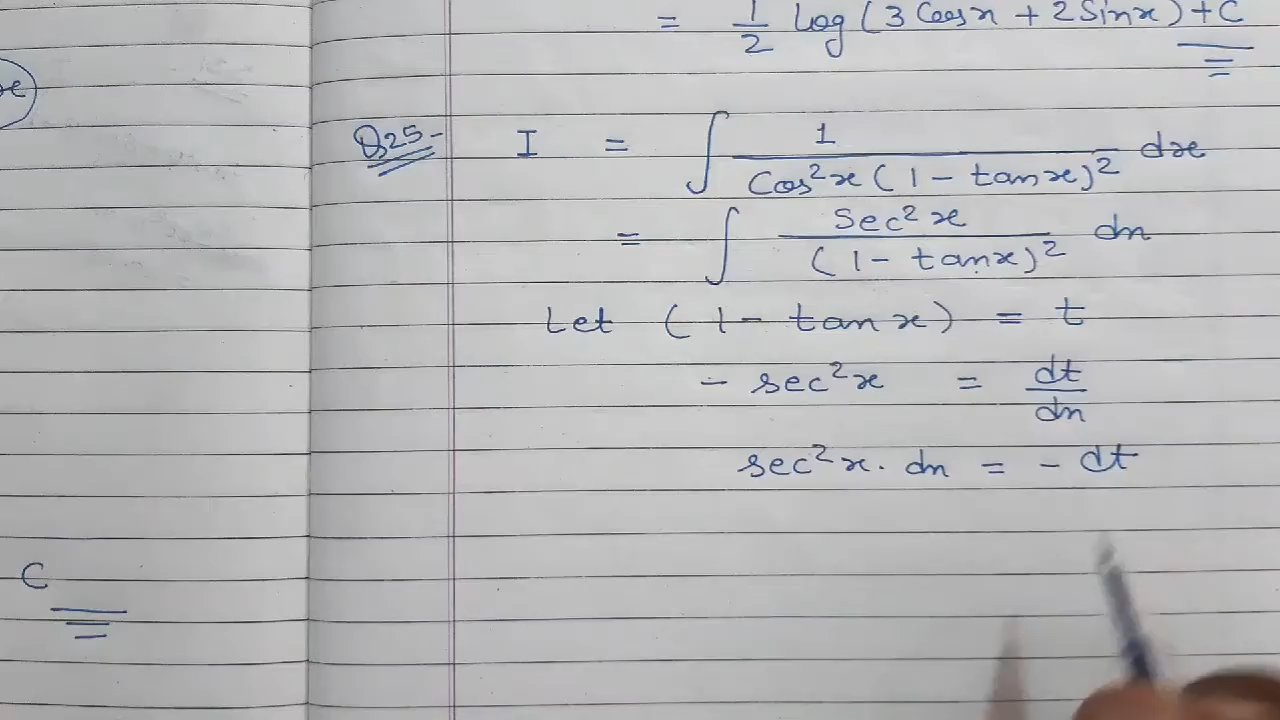 = 1/2 log (3 Cos x + 2 Sin x) + C
Q25- I = ∫ 1 / Cos²x (1 - tan x)² dx
= ∫ Sec²x / (1 - tan x)² dx
Let (1 - tan x) = t
- sec²x = dt/dx
sec²x. dx = - dt
C